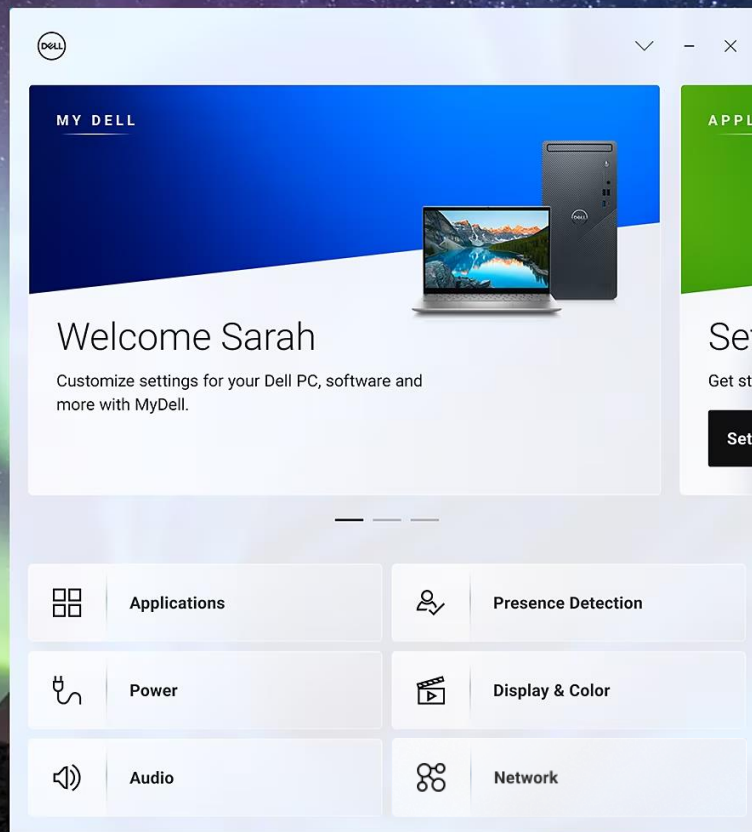 DELL
MY DELL
APPL
DELL
Welcome Sarah
Customize settings for your Dell PC, software and
more with MyDell.
Set
Get st
Set
Applications
Presence Detection
Power
Display & Color
Audio
Network